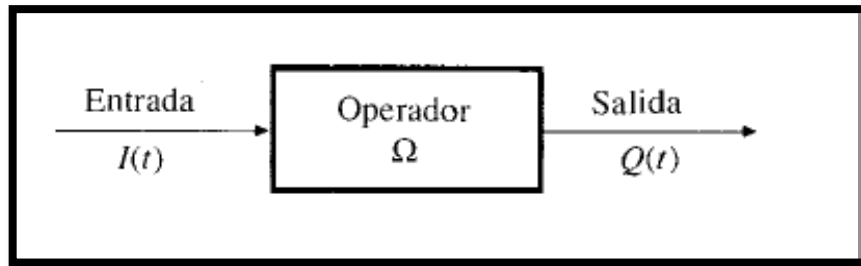 Entrada
I(t)
Operador
Ω
Salida
Q(t)